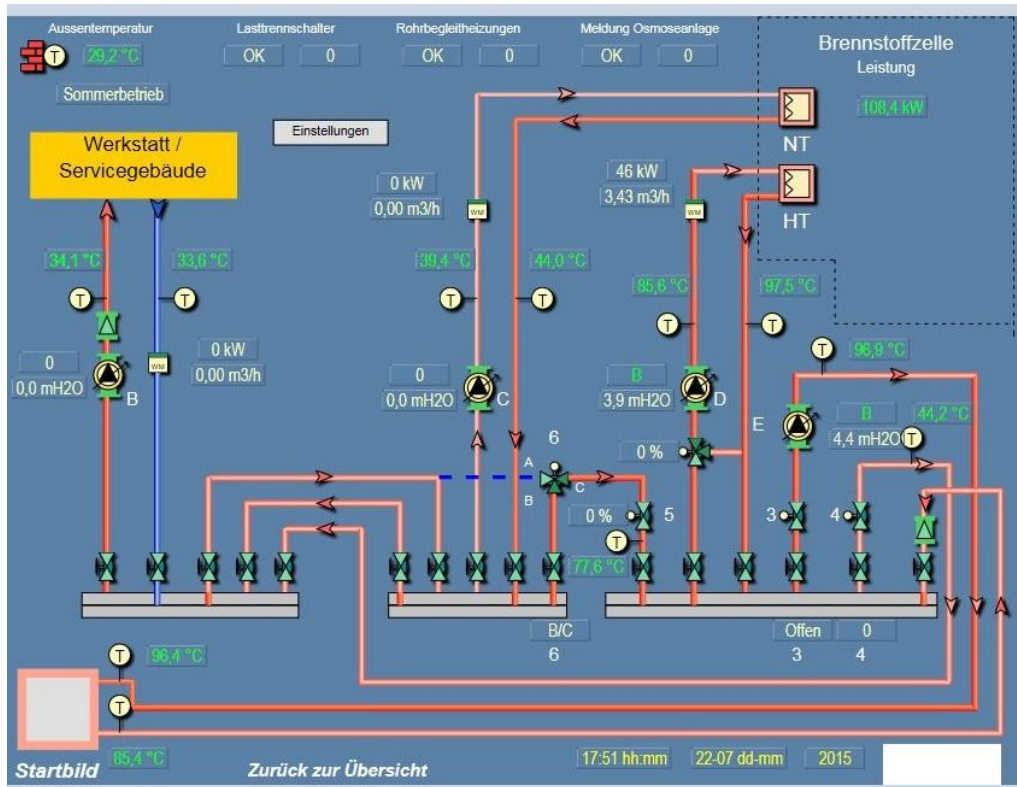 Aussentemperatur Lasttrennschalter Rohrbegleitheizungen Meldung Osmoseanlage
T 29,2 °C OK 0 OK 0 OK 0
Sommerbetrieb
Brennstoffzelle
Leistung
108,4 kW
Einstellungen
Werkstatt /
Servicegebäude
NT
HT
0 kW
0,00 m3/h
WM
46 kW
3,43 m3/h
WM
34,1 °C 33,6 °C 39,4 °C 44,0 °C
T T T T
85,6 °C 97,5 °C
T T
T 96,9 °C
0
0,0 mH2O
B
WM
0 kW
0,00 m3/h
0
0,0 mH2O
C
B
3,9 mH2O
D
E
B
4,4 mH2O
44,2 °C
T
6
A
B
C
0 %
0 %
5
T
77,6 °C
3
4
B/C
6
Offen 0
3 4
T 96,4 °C
T
85,4 °C
Startbild
Zurück zur Übersicht
17:51 hh:mm 22-07 dd-mm 2015